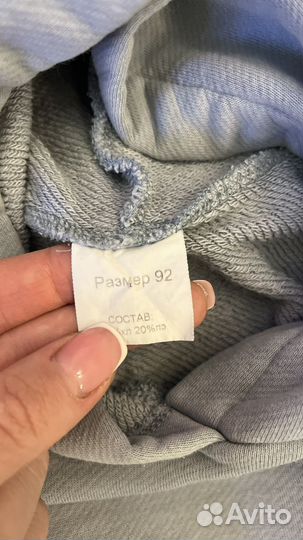 Размер 92
СОСТАВ:
хл 20%пэ
Avito